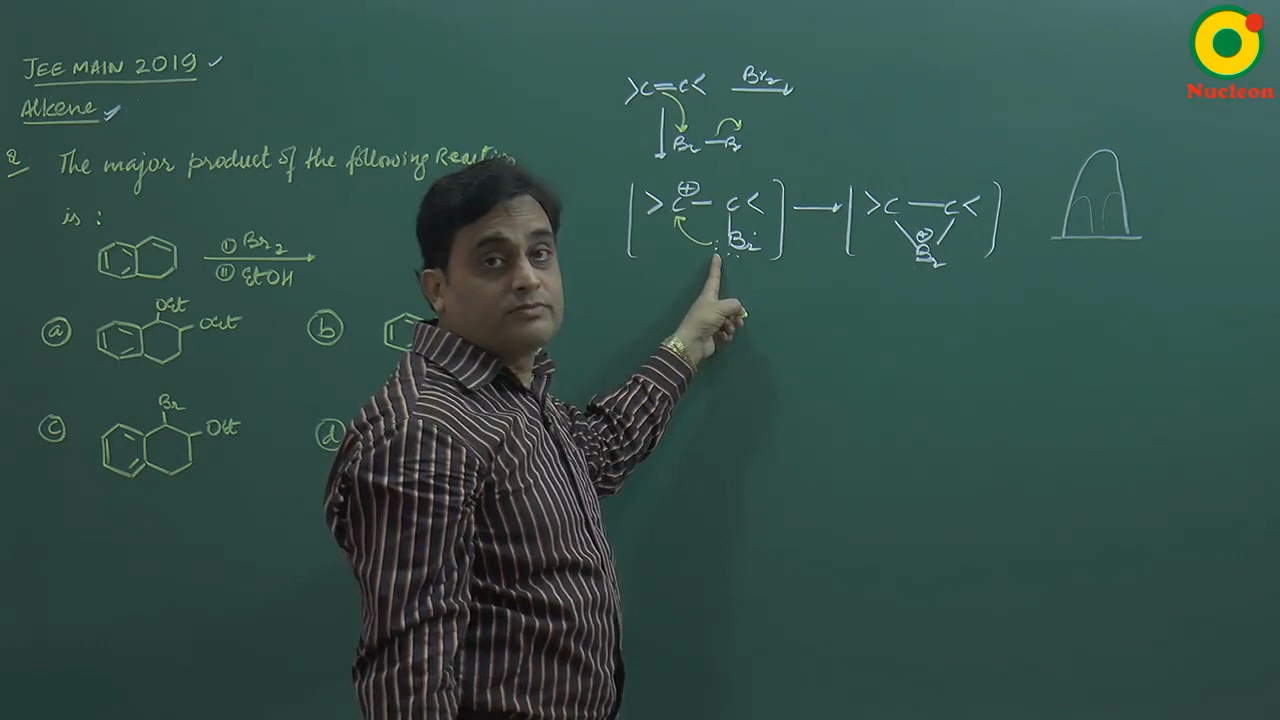 JEE MAIN 2019
Alkene
Q The major product of the following
is :
① Br2
② EtOH
ⓐ OEt
OEt
ⓑ
ⓒ Br
OEt
ⓓ
>C=C< Br2
Br—Br
[>C⊕—C<] → [>C—C<]
Br
⊕
Br
Nucleon